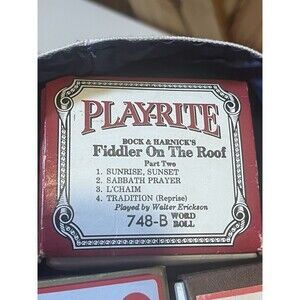 PLAY-RITE
BOCK & HARNICK'S
Fiddler On The Roof
Part Two
1. SUNRISE, SUNSET
2. SABBATH PRAYER
3. L'CHAIM
4. TRADITION (Reprise)
Played by Walter Erickson
748-B WORD ROLL